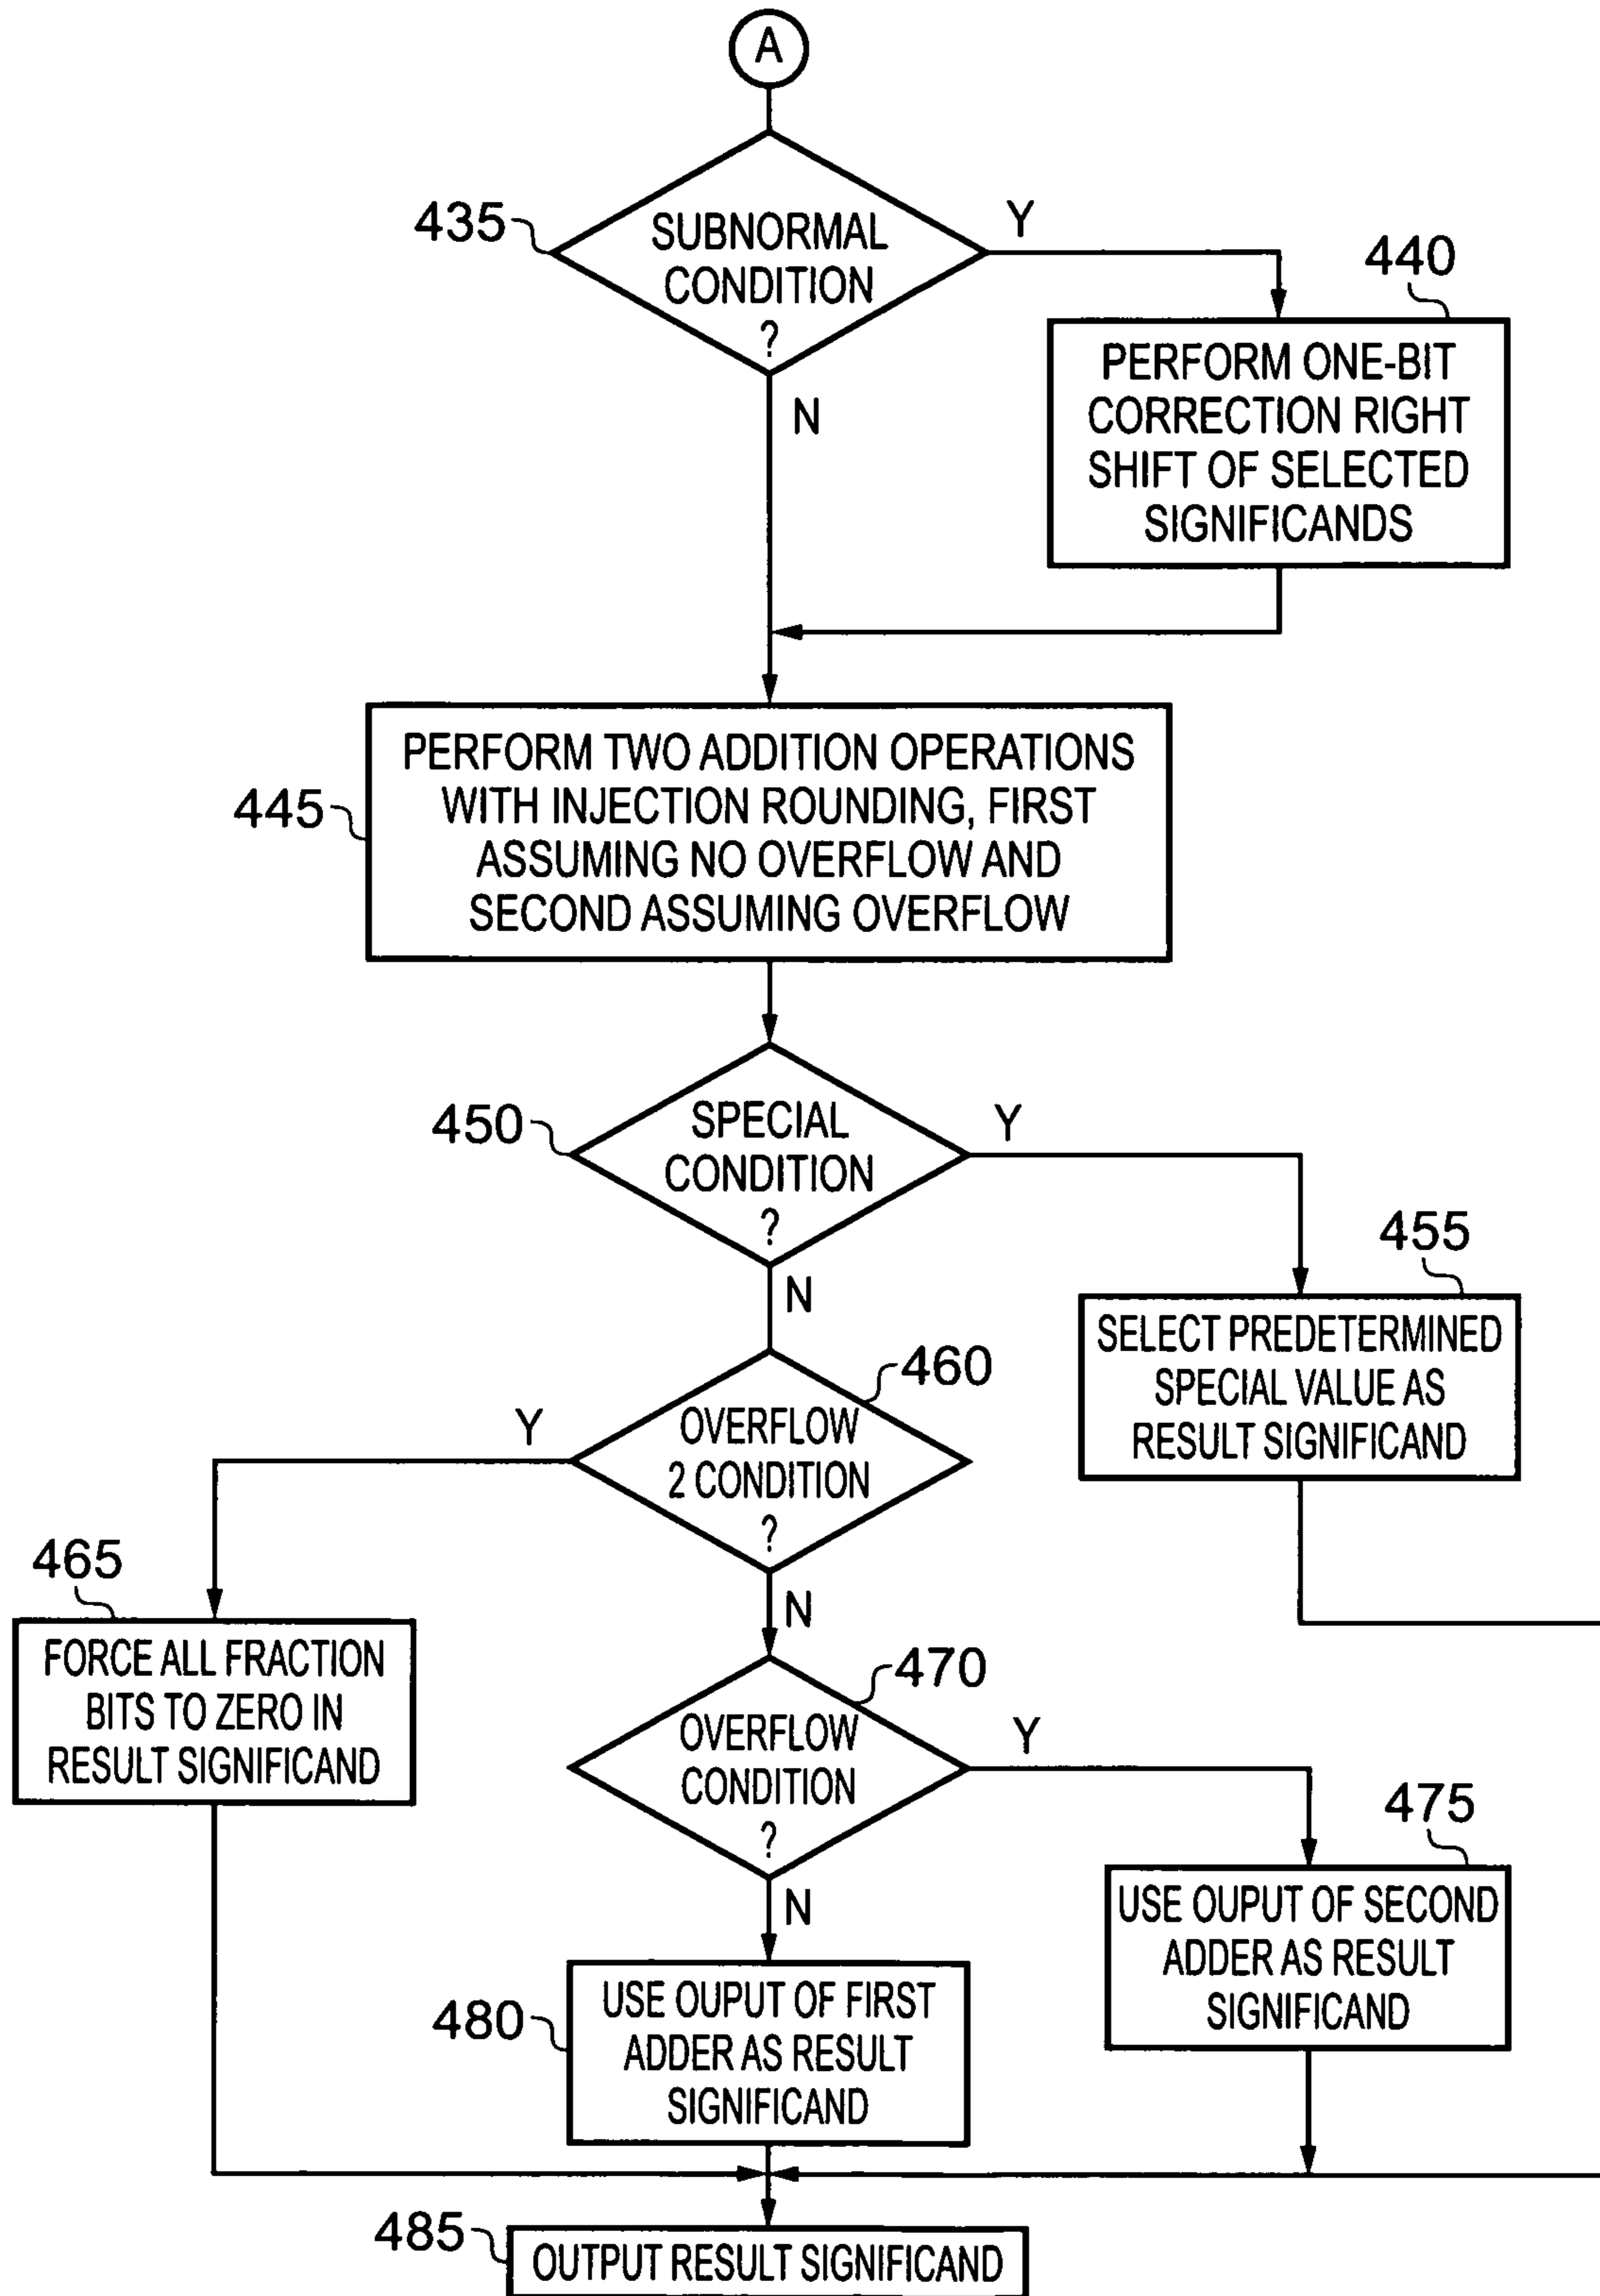 A
435
SUBNORMAL
CONDITION
?
Y
N
440
PERFORM ONE-BIT
CORRECTION RIGHT
SHIFT OF SELECTED
SIGNIFICANDS
445
PERFORM TWO ADDITION OPERATIONS
WITH INJECTION ROUNDING, FIRST
ASSUMING NO OVERFLOW AND
SECOND ASSUMING OVERFLOW
450
SPECIAL
CONDITION
?
Y
N
455
SELECT PREDETERMINED
SPECIAL VALUE AS
RESULT SIGNIFICAND
460
OVERFLOW
2 CONDITION
?
Y
N
465
FORCE ALL FRACTION
BITS TO ZERO IN
RESULT SIGNIFICAND
470
OVERFLOW
CONDITION
?
Y
N
475
USE OUPUT OF SECOND
ADDER AS RESULT
SIGNIFICAND
480
USE OUPUT OF FIRST
ADDER AS RESULT
SIGNIFICAND
485
OUTPUT RESULT SIGNIFICAND